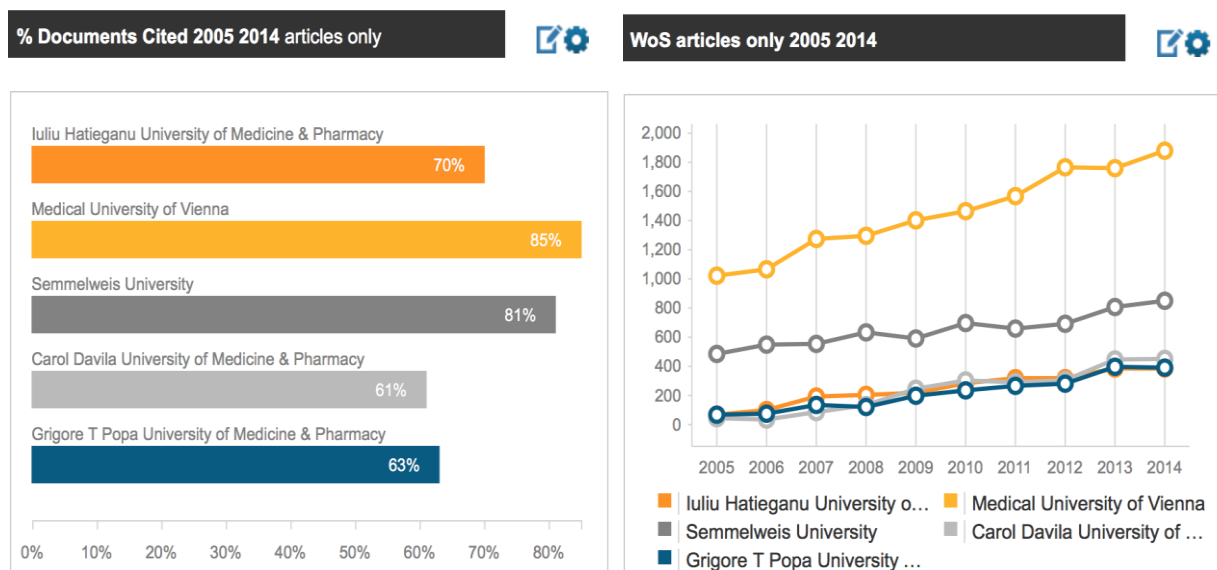 % Documents Cited 2005 2014 articles only
Iuliu Hatieganu University of Medicine & Pharmacy
70%
Medical University of Vienna
85%
Semmelweis University
81%
Carol Davila University of Medicine & Pharmacy
61%
Grigore T Popa University of Medicine & Pharmacy
63%
0% 10% 20% 30% 40% 50% 60% 70% 80%
WoS articles only 2005 2014
2,000
1,800
1,600
1,400
1,200
1,000
800
600
400
200
0
2005 2006 2007 2008 2009 2010 2011 2012 2013 2014
Iuliu Hatieganu University o... Medical University of Vienna
Semmelweis University Carol Davila University of ...
Grigore T Popa University ...